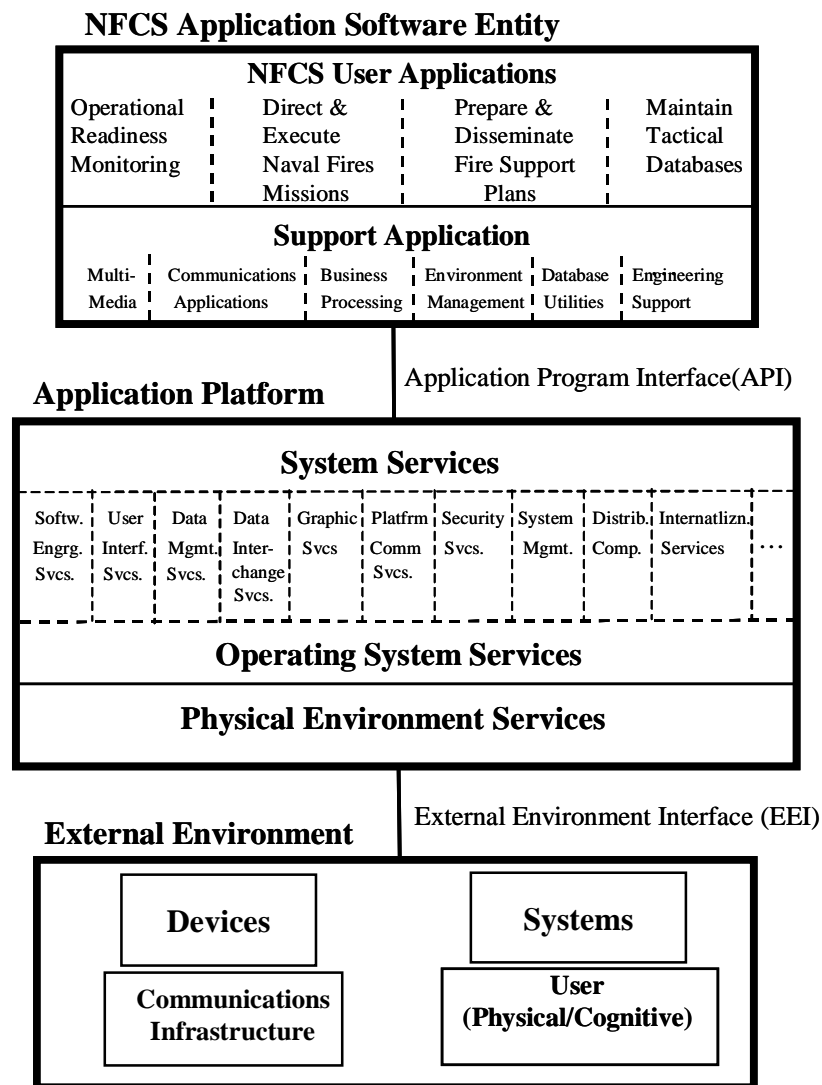 NFCS Application Software Entity
NFCS User Applications
Operational
Readiness
Monitoring
Direct &
Execute
Naval Fires
Missions
Prepare &
Disseminate
Fire Support
Plans
Maintain
Tactical
Databases
Support Application
Multi-
Media
Communications
Applications
Business
Processing
Environment
Management
Database
Utilities
Engineering
Support
Application Program Interface(API)
Application Platform
System Services
Softw.
Engrg.
Svcs.
User
Interf.
Svcs.
Data
Mgmt.
Svcs.
Data
Inter-
change
Svcs.
Graphic
Svcs
Platfrm
Comm
Svcs.
Security
Svcs.
System
Mgmt.
Distrib.
Comp.
Internatlizn.
Services
...
Operating System Services
Physical Environment Services
External Environment Interface (EEI)
External Environment
Devices
Systems
Communications
Infrastructure
User
(Physical/Cognitive)